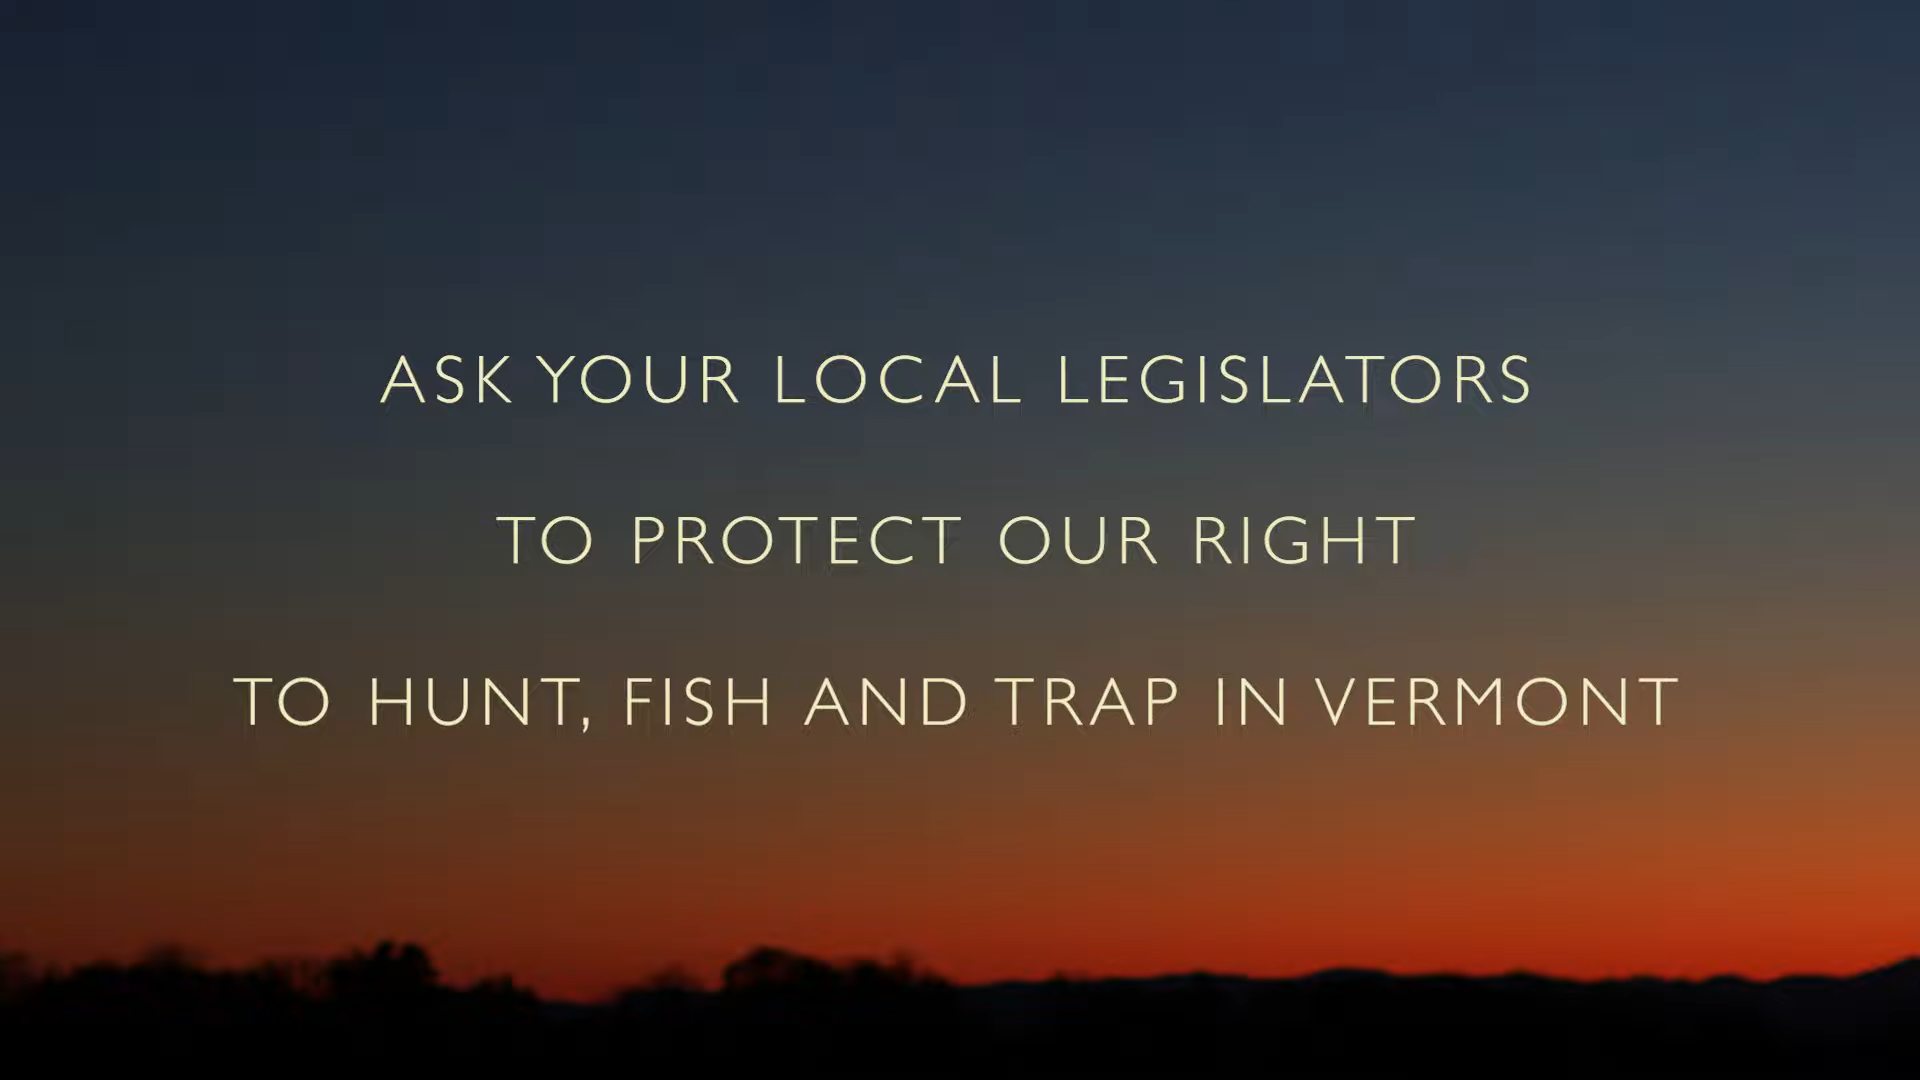 ASK YOUR LOCAL LEGISLATORS
TO PROTECT OUR RIGHT
TO HUNT, FISH AND TRAP IN VERMONT